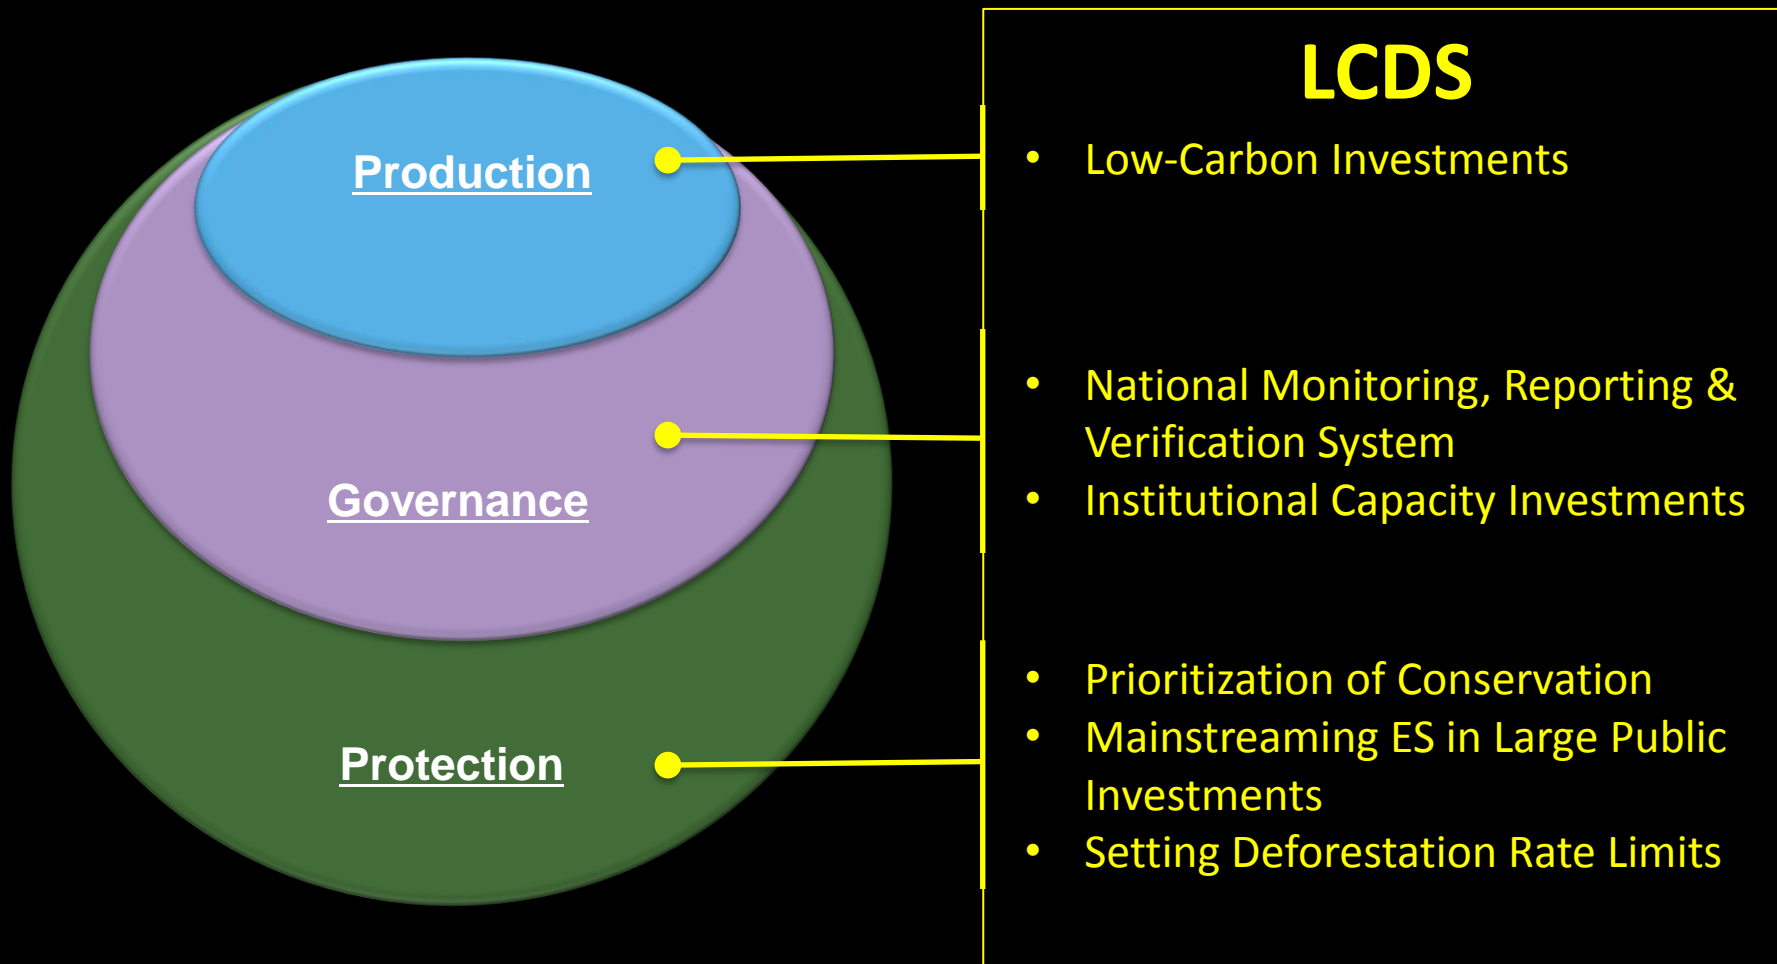 LCDS
Production
• Low-Carbon Investments
Governance
• National Monitoring, Reporting &
Verification System
• Institutional Capacity Investments
Protection
• Prioritization of Conservation
• Mainstreaming ES in Large Public
Investments
• Setting Deforestation Rate Limits